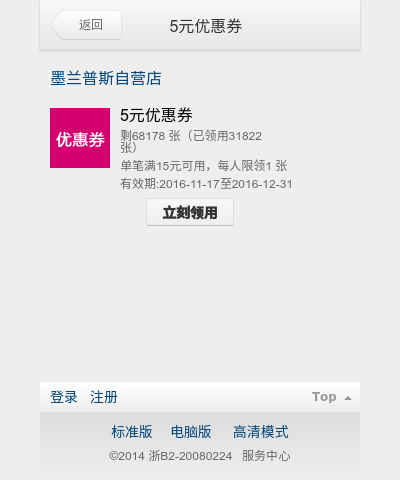 返回
5元优惠券
墨兰普斯自营店
优惠券
5元优惠券
剩68178 张（已领用31822
张）
单笔满15元可用，每人限领1 张
有效期:2016-11-17至2016-12-31
立刻领用
登录 注册 Top
标准版 电脑版 高清模式
©2014 浙B2-20080224 服务中心